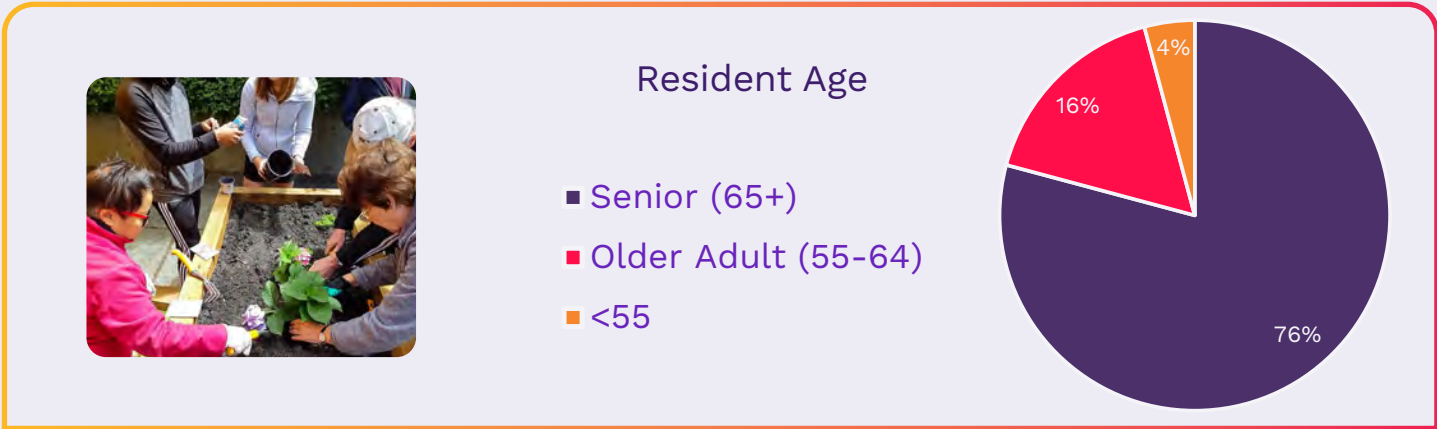 Resident Age
Senior (65+)
Older Adult (55-64)
<55
4%
16%
76%